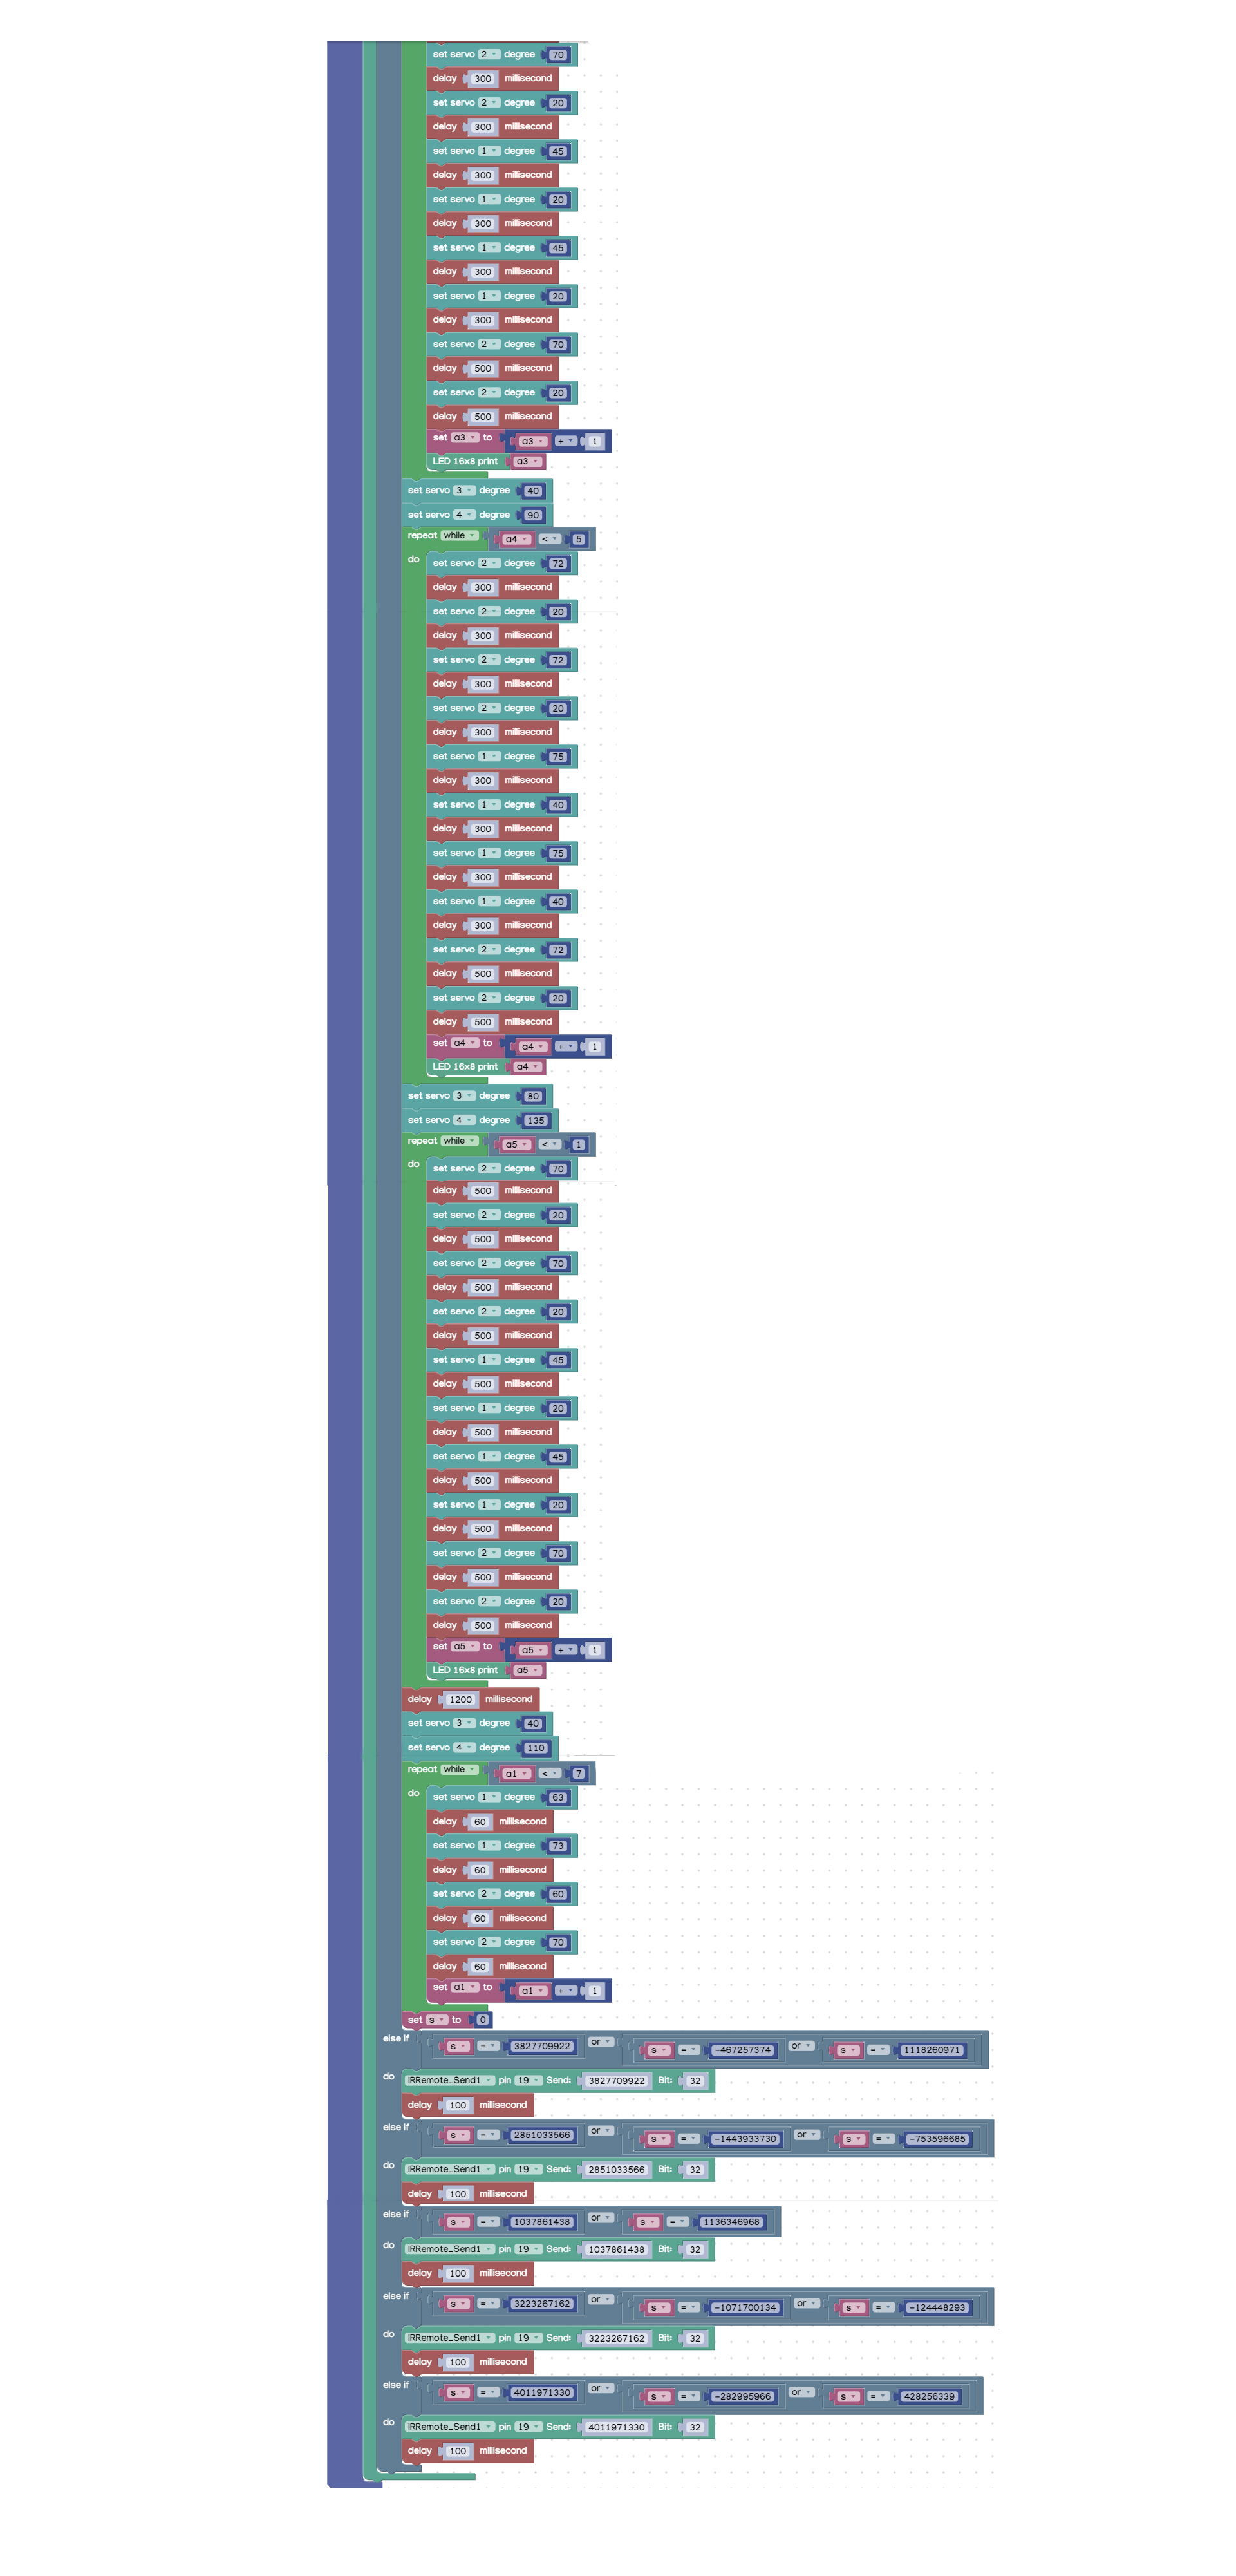 set servo 2 degree 70
delay 300 millisecond
set servo 2 degree 20
delay 300 millisecond
set servo 1 degree 45
delay 300 millisecond
set servo 1 degree 20
delay 300 millisecond
set servo 1 degree 45
delay 300 millisecond
set servo 1 degree 20
delay 300 millisecond
set servo 2 degree 70
delay 500 millisecond
set servo 2 degree 20
delay 500 millisecond
set a3 to a3 + 1
LED 16x8 print a3
set servo 3 degree 40
set servo 4 degree 90
repeat while a4 < 5
do set servo 2 degree 72
delay 300 millisecond
set servo 2 degree 20
delay 300 millisecond
set servo 2 degree 72
delay 300 millisecond
set servo 2 degree 20
delay 300 millisecond
set servo 1 degree 75
delay 300 millisecond
set servo 1 degree 40
delay 300 millisecond
set servo 1 degree 75
delay 300 millisecond
set servo 1 degree 40
delay 300 millisecond
set servo 2 degree 72
delay 500 millisecond
set servo 2 degree 20
delay 500 millisecond
set a4 to a4 + 1
LED 16x8 print a4
set servo 3 degree 80
set servo 4 degree 135
repeat while a5 < 1
do set servo 2 degree 70
delay 500 millisecond
set servo 2 degree 20
delay 500 millisecond
set servo 2 degree 70
delay 500 millisecond
set servo 2 degree 20
delay 500 millisecond
set servo 1 degree 45
delay 500 millisecond
set servo 1 degree 20
delay 500 millisecond
set servo 1 degree 45
delay 500 millisecond
set servo 1 degree 20
delay 500 millisecond
set servo 2 degree 70
delay 500 millisecond
set servo 2 degree 20
delay 500 millisecond
set a5 to a5 + 1
LED 16x8 print a5
delay 1200 millisecond
set servo 3 degree 40
set servo 4 degree 110
repeat while a1 < 7
do set servo 1 degree 63
delay 60 millisecond
set servo 1 degree 73
delay 60 millisecond
set servo 2 degree 60
delay 60 millisecond
set servo 2 degree 70
delay 60 millisecond
set a1 to a1 + 1
set s to 0
else if s = 3827709922 or s = -467257374 or s = 1118260971
do IRRemote_Send1 pin 19 Send: 3827709922 Bit: 32
delay 100 millisecond
else if s = 2851033566 or s = -1443933730 or s = -753596685
do IRRemote_Send1 pin 19 Send: 2851033566 Bit: 32
delay 100 millisecond
else if s = 1037861438 or s = 1136346968
do IRRemote_Send1 pin 19 Send: 1037861438 Bit: 32
delay 100 millisecond
else if s = 3223267162 or s = -1071700134 or s = -124448293
do IRRemote_Send1 pin 19 Send: 3223267162 Bit: 32
delay 100 millisecond
else if s = 4011971330 or s = -282995966 or s = 428256339
do IRRemote_Send1 pin 19 Send: 4011971330 Bit: 32
delay 100 millisecond